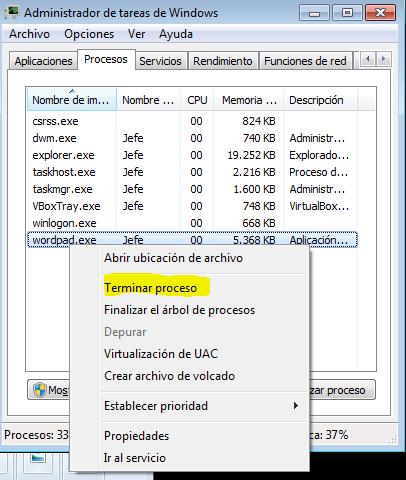 Administrador de tareas de Windows
Archivo Opciones Ver Ayuda
Aplicaciones Procesos Servicios Rendimiento Funciones de red
Nombre de im... Nombre ... CPU Memoria ... Descripción
csrss.exe 00 824 KB
dwm.exe Jefe 00 740 KB Administr...
explorer.exe Jefe 00 19.252 KB Explorado...
taskhost.exe Jefe 00 2.216 KB Proceso d...
taskmgr.exe Jefe 00 1.600 KB Administr...
VBoxTray.exe Jefe 00 748 KB VirtualBox...
winlogon.exe 00 668 KB
wordpad.exe Jefe 00 5.368 KB Aplicación...
Abrir ubicación de archivo
Terminar proceso
Finalizar el árbol de procesos
Depurar
Virtualización de UAC
Crear archivo de volcado
Mos zar proceso
Establecer prioridad
Procesos: 33 ca: 37%
Propiedades
Ir al servicio